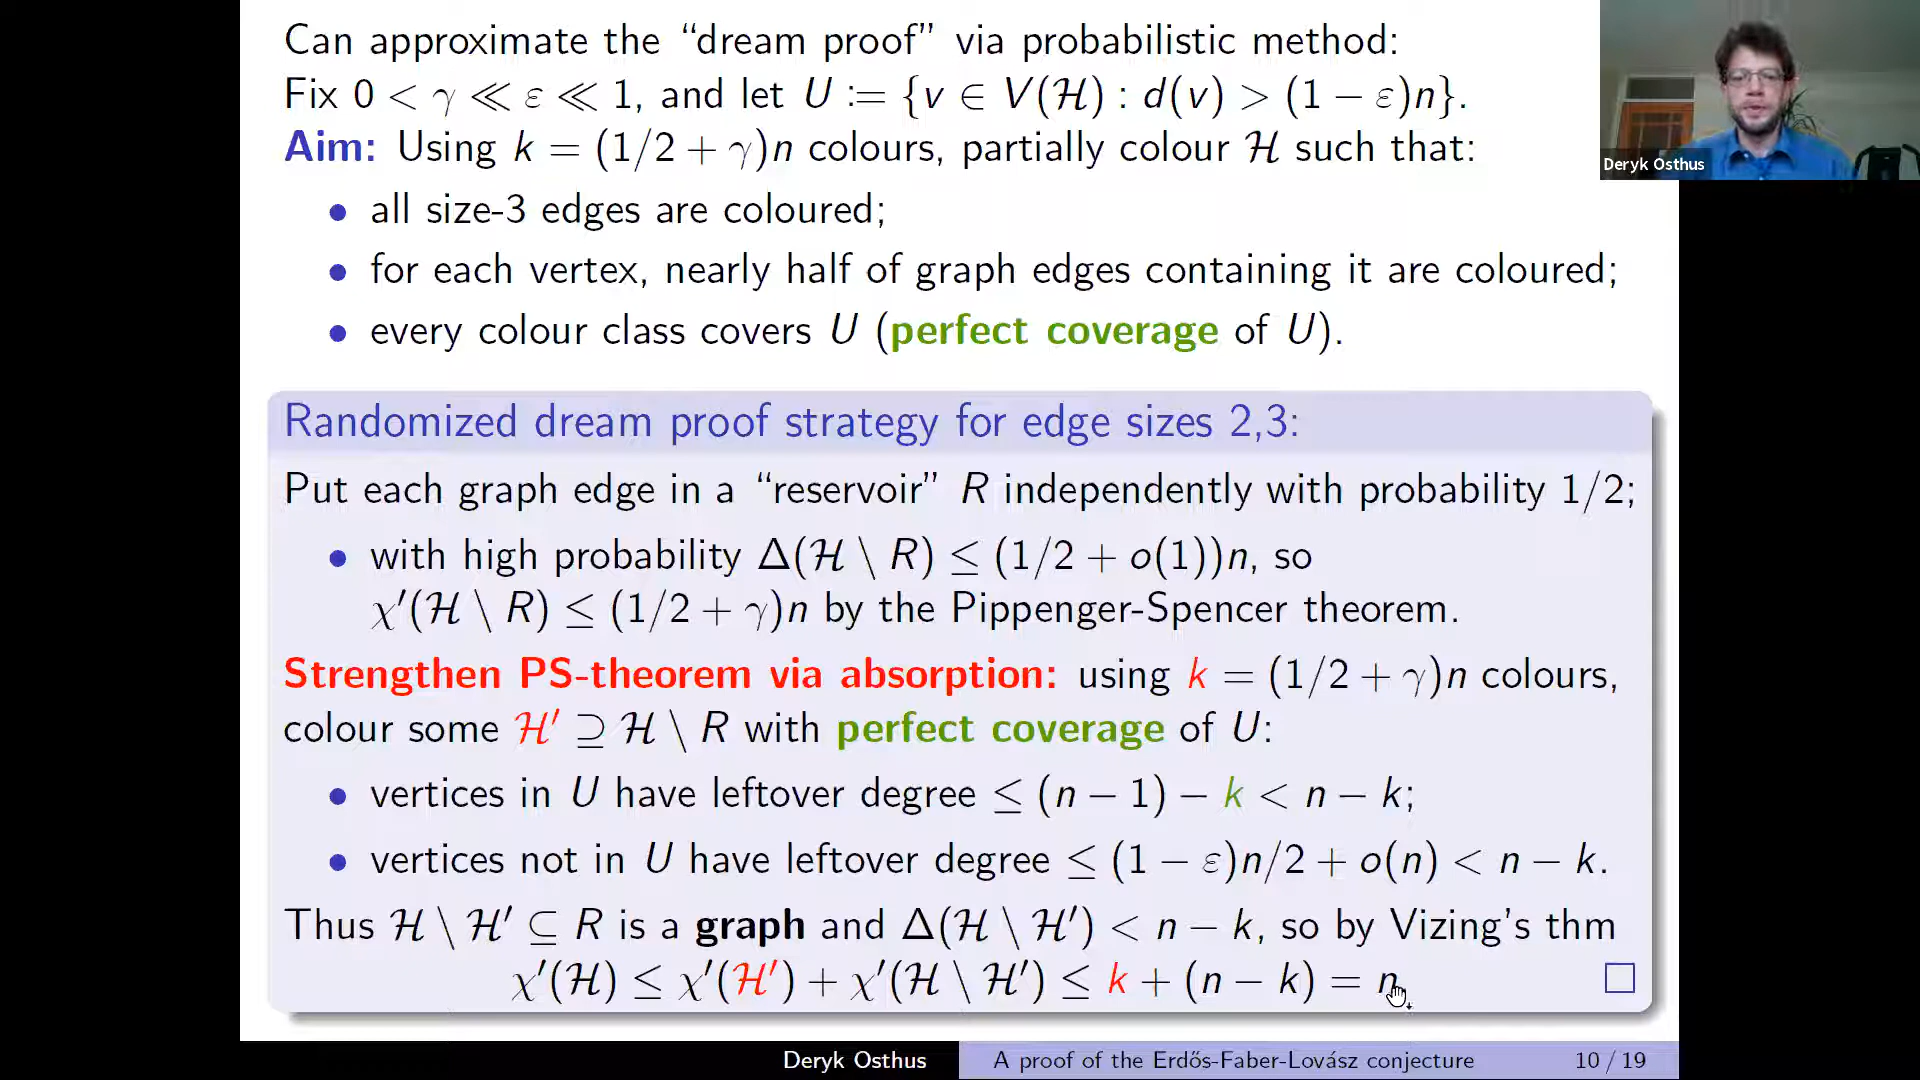 Can approximate the “dream proof” via probabilistic method:
Fix 0 < γ ≪ ε ≪ 1, and let U := {v ∈ V(ℋ) : d(v) > (1 − ε)n}.
Aim: Using k = (1/2 + γ)n colours, partially colour ℋ such that:
• all size-3 edges are coloured;
• for each vertex, nearly half of graph edges containing it are coloured;
• every colour class covers U (perfect coverage of U).
Randomized dream proof strategy for edge sizes 2,3:
Put each graph edge in a “reservoir” R independently with probability 1/2;
• with high probability Δ(ℋ \ R) ≤ (1/2 + o(1))n, so
χ′(ℋ \ R) ≤ (1/2 + γ)n by the Pippenger-Spencer theorem.
Strengthen PS-theorem via absorption: using k = (1/2 + γ)n colours,
colour some ℋ′ ⊇ ℋ \ R with perfect coverage of U:
• vertices in U have leftover degree ≤ (n − 1) − k < n − k;
• vertices not in U have leftover degree ≤ (1 − ε)n/2 + o(n) < n − k.
Thus ℋ \ ℋ′ ⊆ R is a graph and Δ(ℋ \ ℋ′) < n − k, so by Vizing's thm
χ′(ℋ) ≤ χ′(ℋ′) + χ′(ℋ \ ℋ′) ≤ k + (n − k) = n. □
Deryk Osthus
Deryk Osthus A proof of the Erdős-Faber-Lovász conjecture 10 / 19